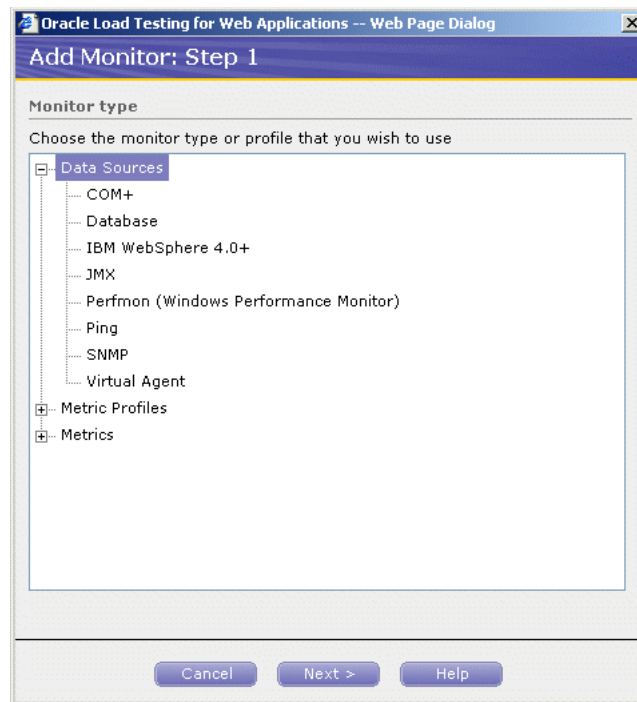 Oracle Load Testing for Web Applications -- Web Page Dialog
Add Monitor: Step 1
Monitor type
Choose the monitor type or profile that you wish to use
Data Sources
COM+
Database
IBM WebSphere 4.0+
JMX
Perfmon (Windows Performance Monitor)
Ping
SNMP
Virtual Agent
Metric Profiles
Metrics
Cancel Next > Help